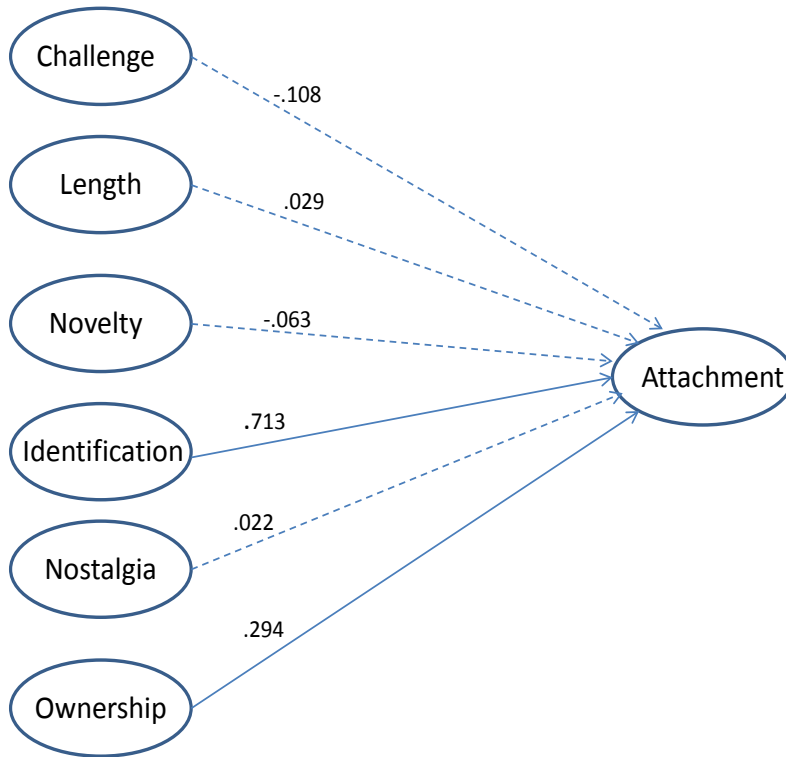 Challenge
-.108
Length
.029
Novelty
-.063
Attachment
Identification
.713
Nostalgia
.022
Ownership
.294